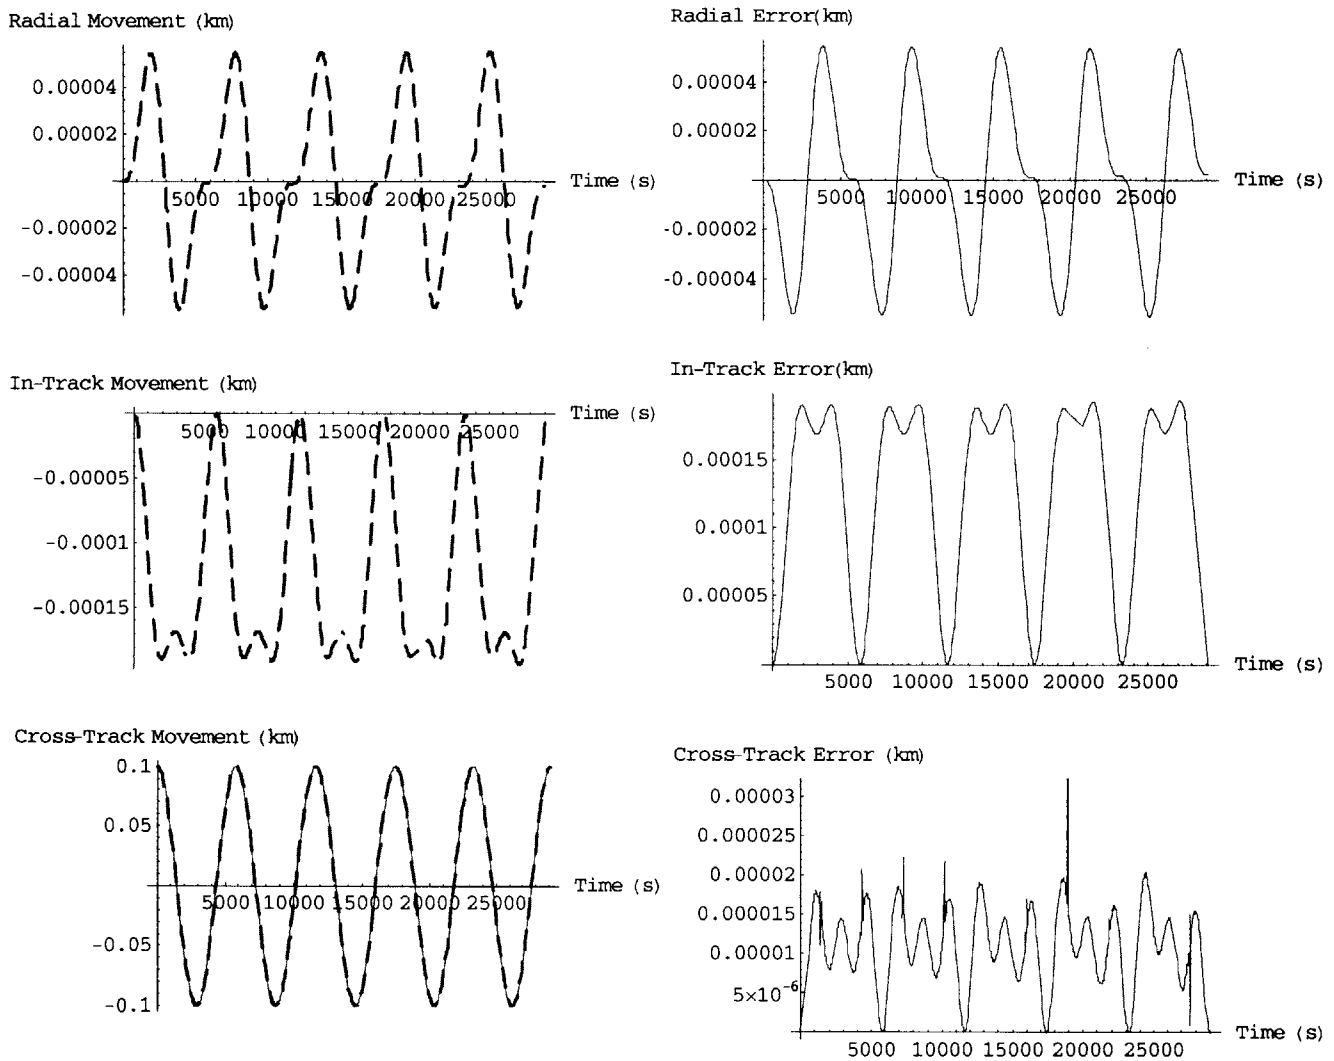 Radial Movement (km)
0.00004
0.00002
-0.00002
-0.00004
5000 10000 15000 20000 25000
Time (s)
Radial Error(km)
0.00004
0.00002
-0.00002
-0.00004
5000 10000 15000 20000 25000
Time (s)
In-Track Movement (km)
Time (s)
5000 10000 15000 20000 25000
-0.00005
-0.0001
-0.00015
In-Track Error(km)
0.00015
0.0001
0.00005
Time (s)
5000 10000 15000 20000 25000
Cross-Track Movement (km)
0.1
0.05
-0.05
-0.1
Time (s)
5000 10000 15000 20000 25000
Cross-Track Error (km)
0.00003
0.000025
0.00002
0.000015
0.00001
5×10⁻⁶
Time (s)
5000 10000 15000 20000 25000